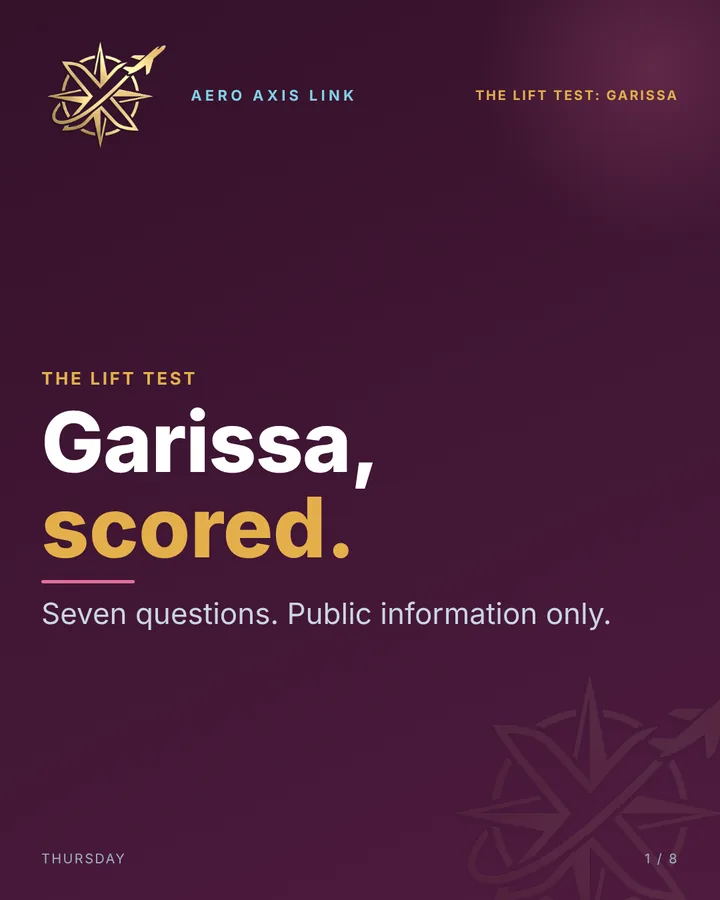 AERO AXIS LINK
THE LIFT TEST: GARISSA
THE LIFT TEST
Garissa,
scored.
Seven questions. Public information only.
THURSDAY
1 / 8